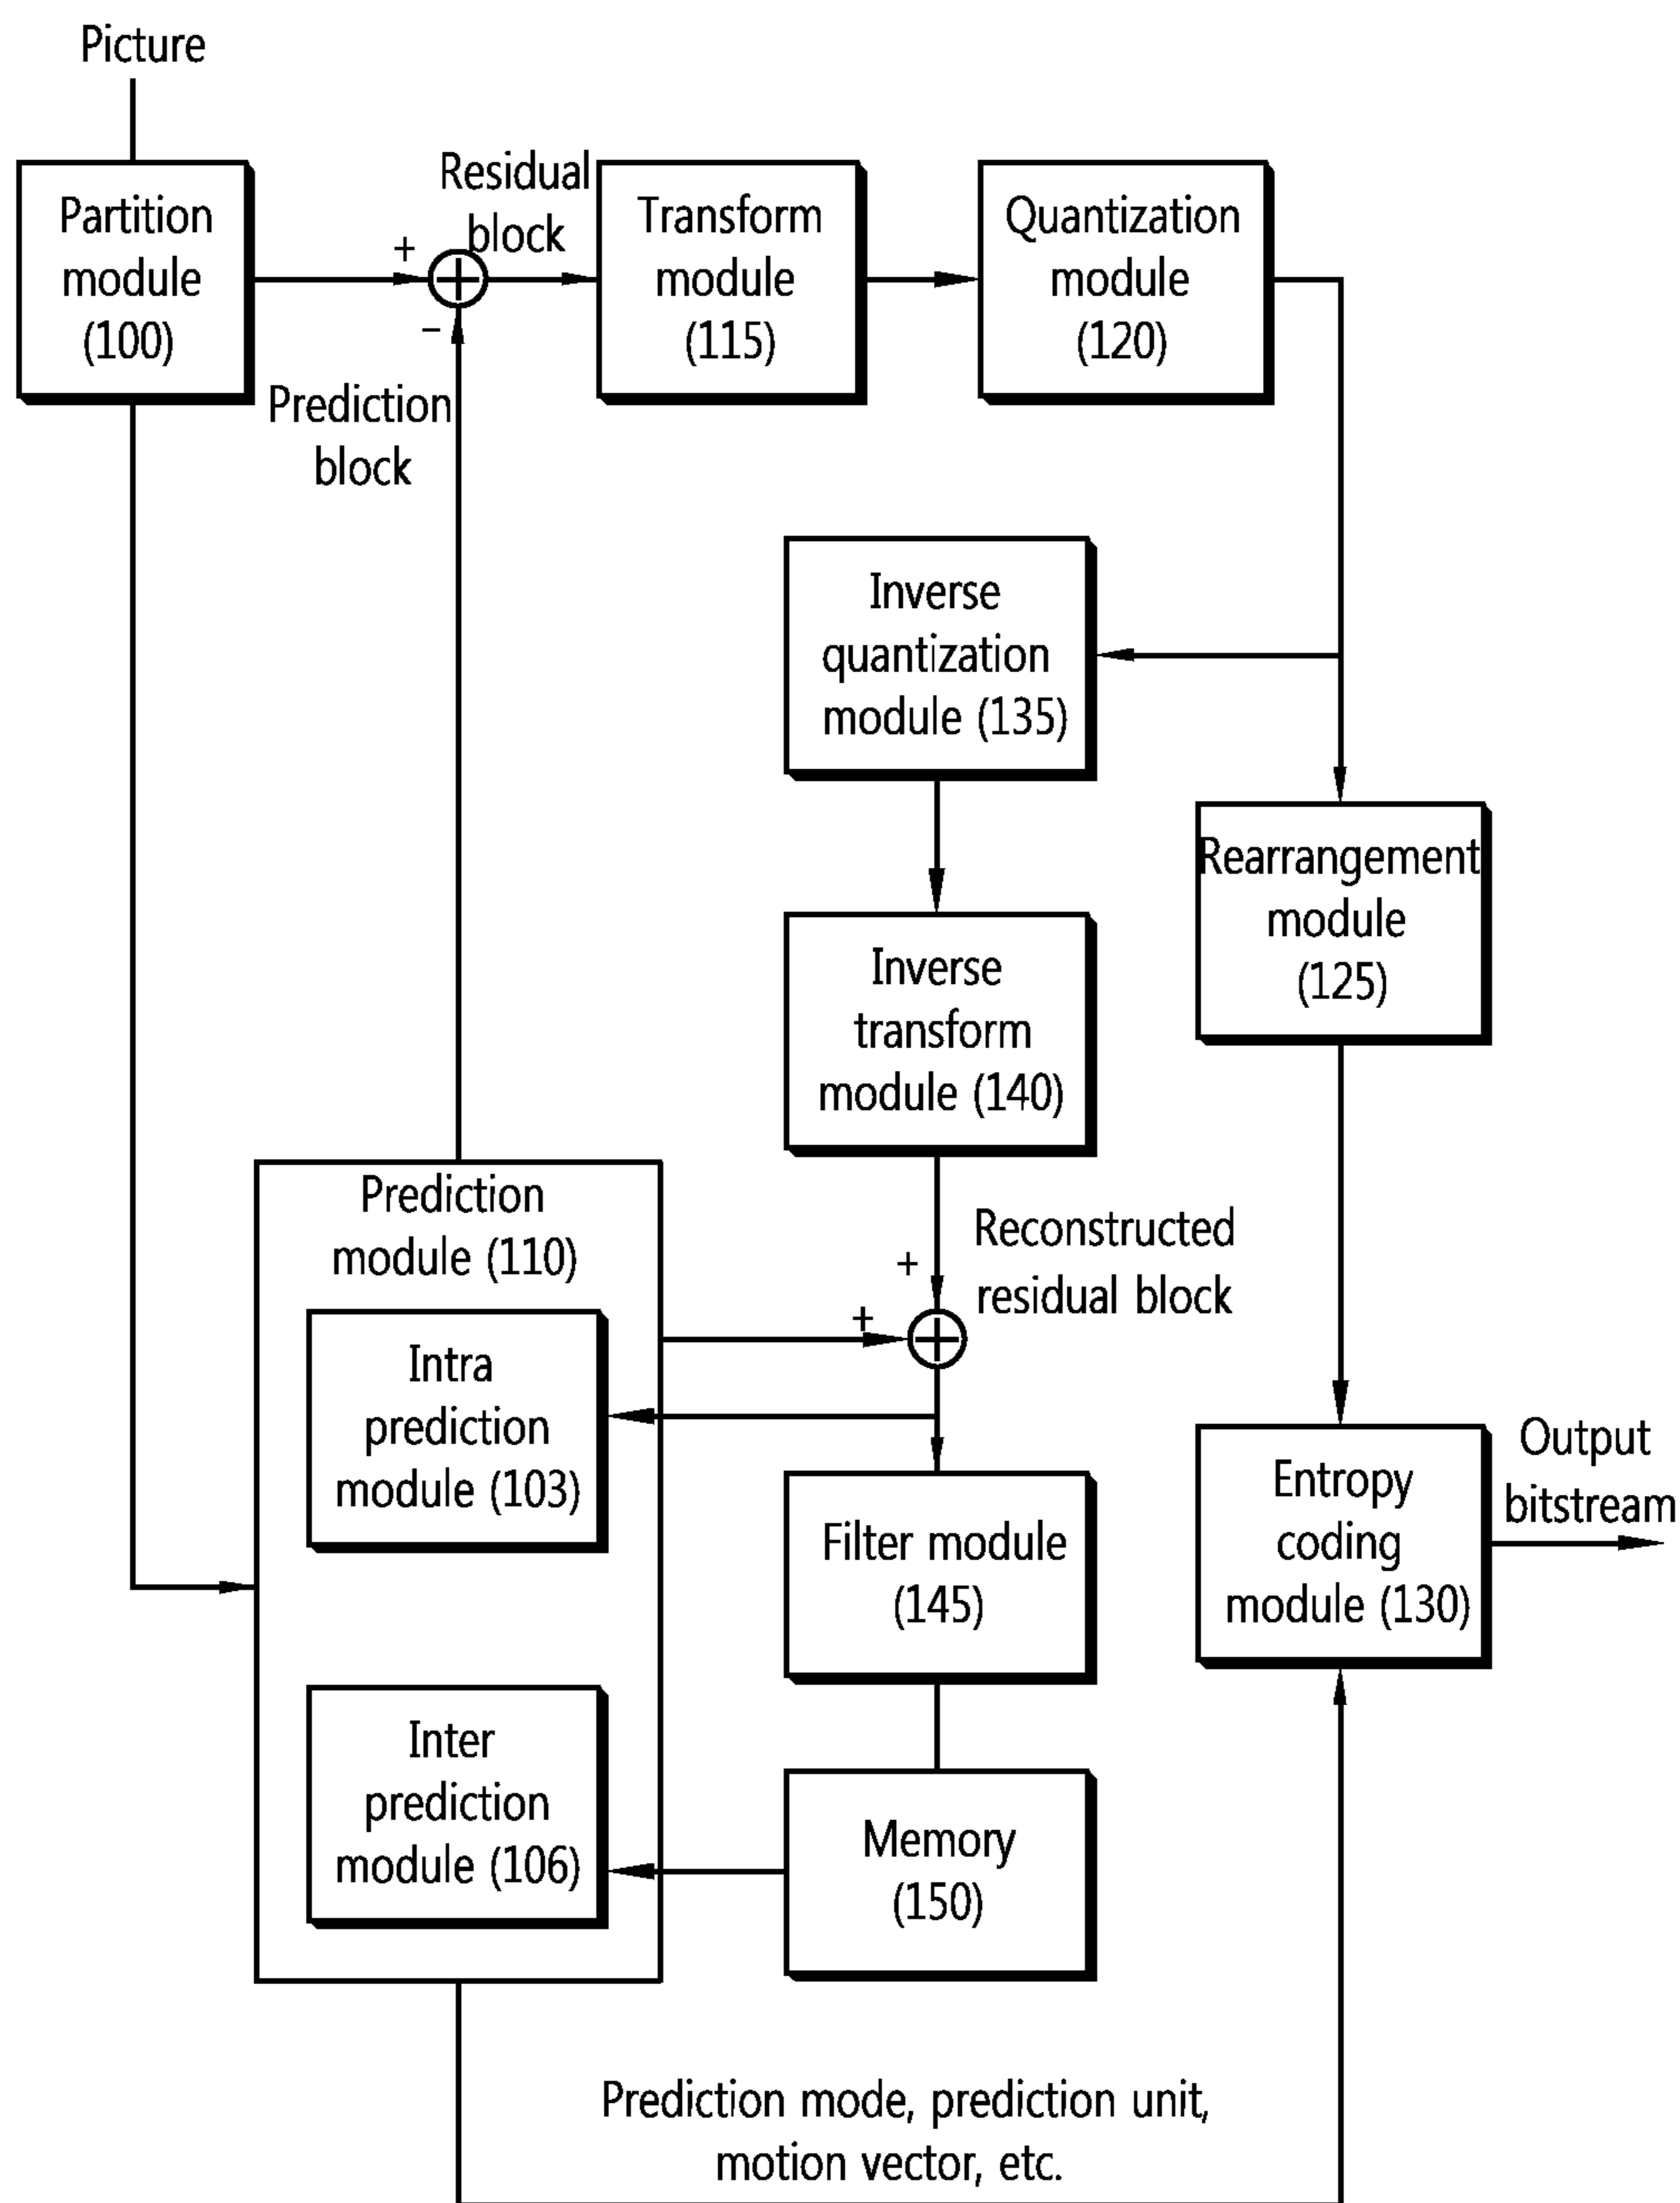 Picture
Partition
module
(100)
+
−
Residual
block
Transform
module
(115)
Quantization
module
(120)
Prediction
block
Inverse
quantization
module (135)
Rearrangement
module
(125)
Inverse
transform
module (140)
Prediction
module (110)
+
+
Reconstructed
residual block
Intra
prediction
module (103)
Filter module
(145)
Entropy
coding
module (130)
Output
bitstream
Inter
prediction
module (106)
Memory
(150)
Prediction mode, prediction unit,
motion vector, etc.